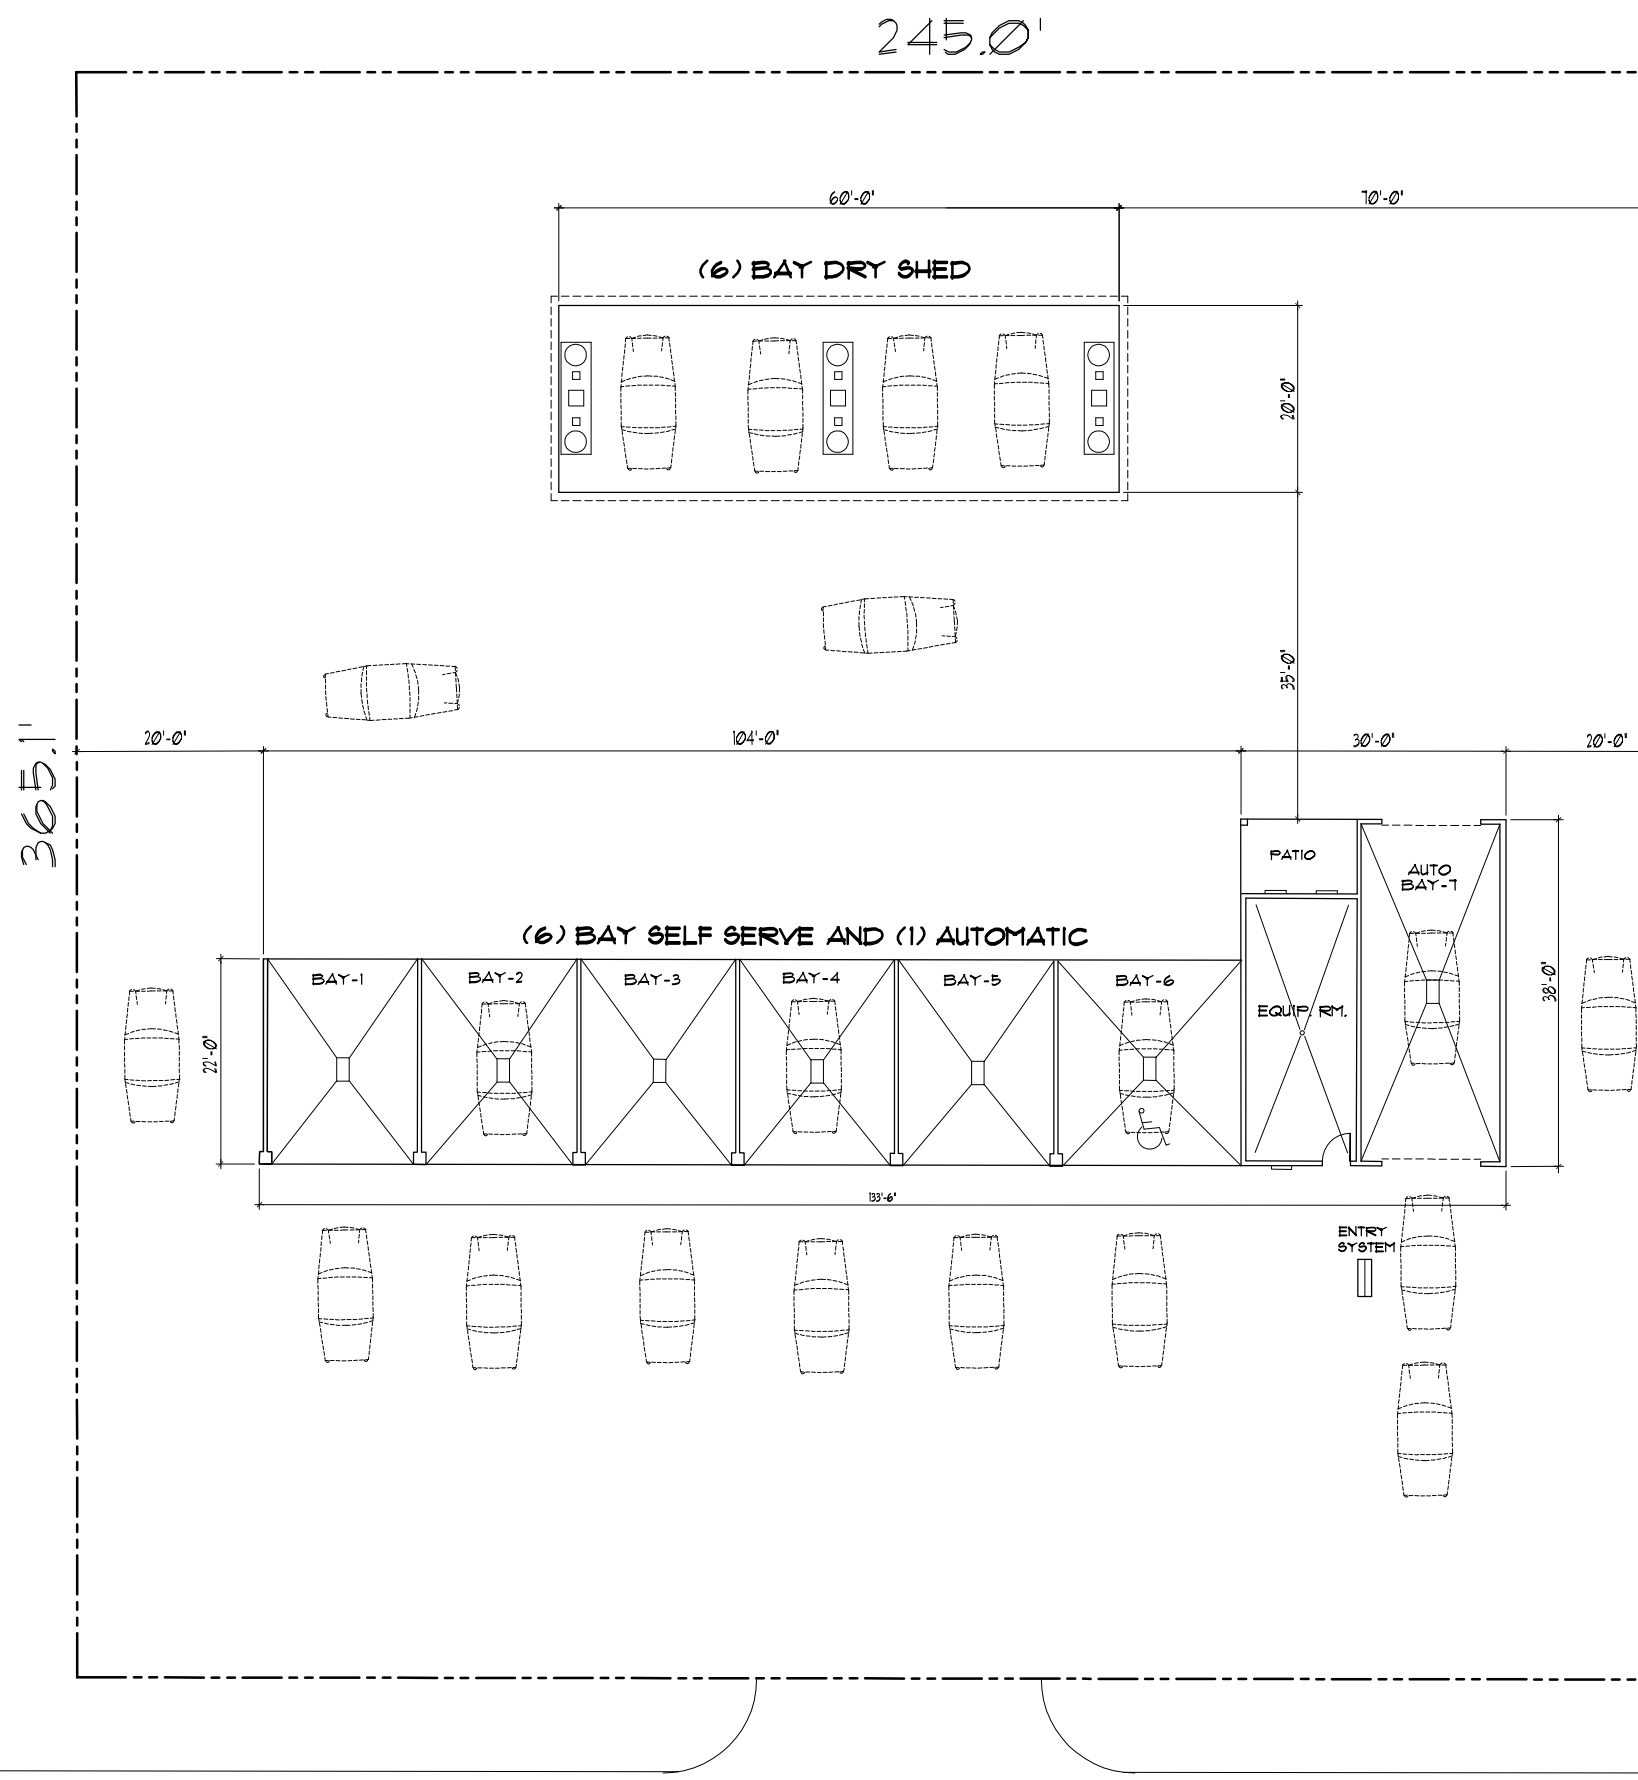 245.0'
60'-0"
70'-0"
(6) BAY DRY SHED
20'-0"
35'-0"
365.1'
20'-0"
104'-0"
30'-0"
20'-0"
PATIO
AUTO
BAY-7
(6) BAY SELF SERVE AND (1) AUTOMATIC
BAY-1
BAY-2
BAY-3
BAY-4
BAY-5
BAY-6
EQUIP. RM.
38'-0"
22'-0"
133'-6"
ENTRY
SYSTEM